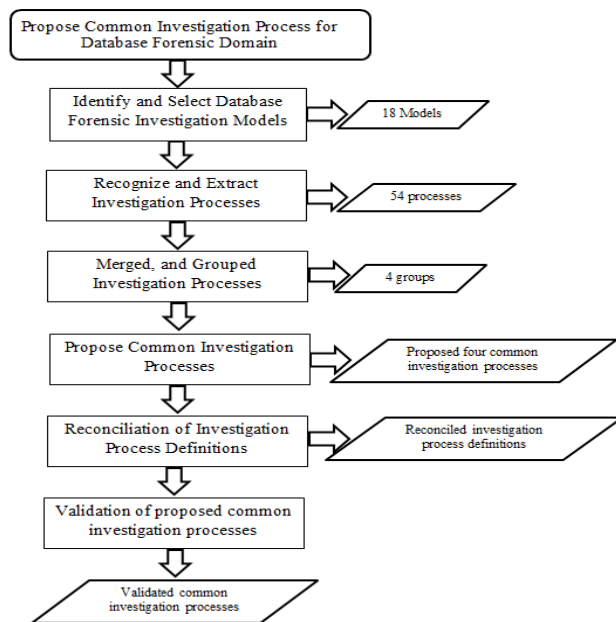 Propose Common Investigation Process for
Database Forensic Domain
Identify and Select Database
Forensic Investigation Models
18 Models
Recognize and Extract
Investigation Processes
54 processes
Merged, and Grouped
Investigation Processes
4 groups
Propose Common Investigation
Processes
Proposed four common
investigation processes
Reconciliation of Investigation
Process Definitions
Reconciled investigation
process definitions
Validation of proposed common
investigation processes
Validated common
investigation processes